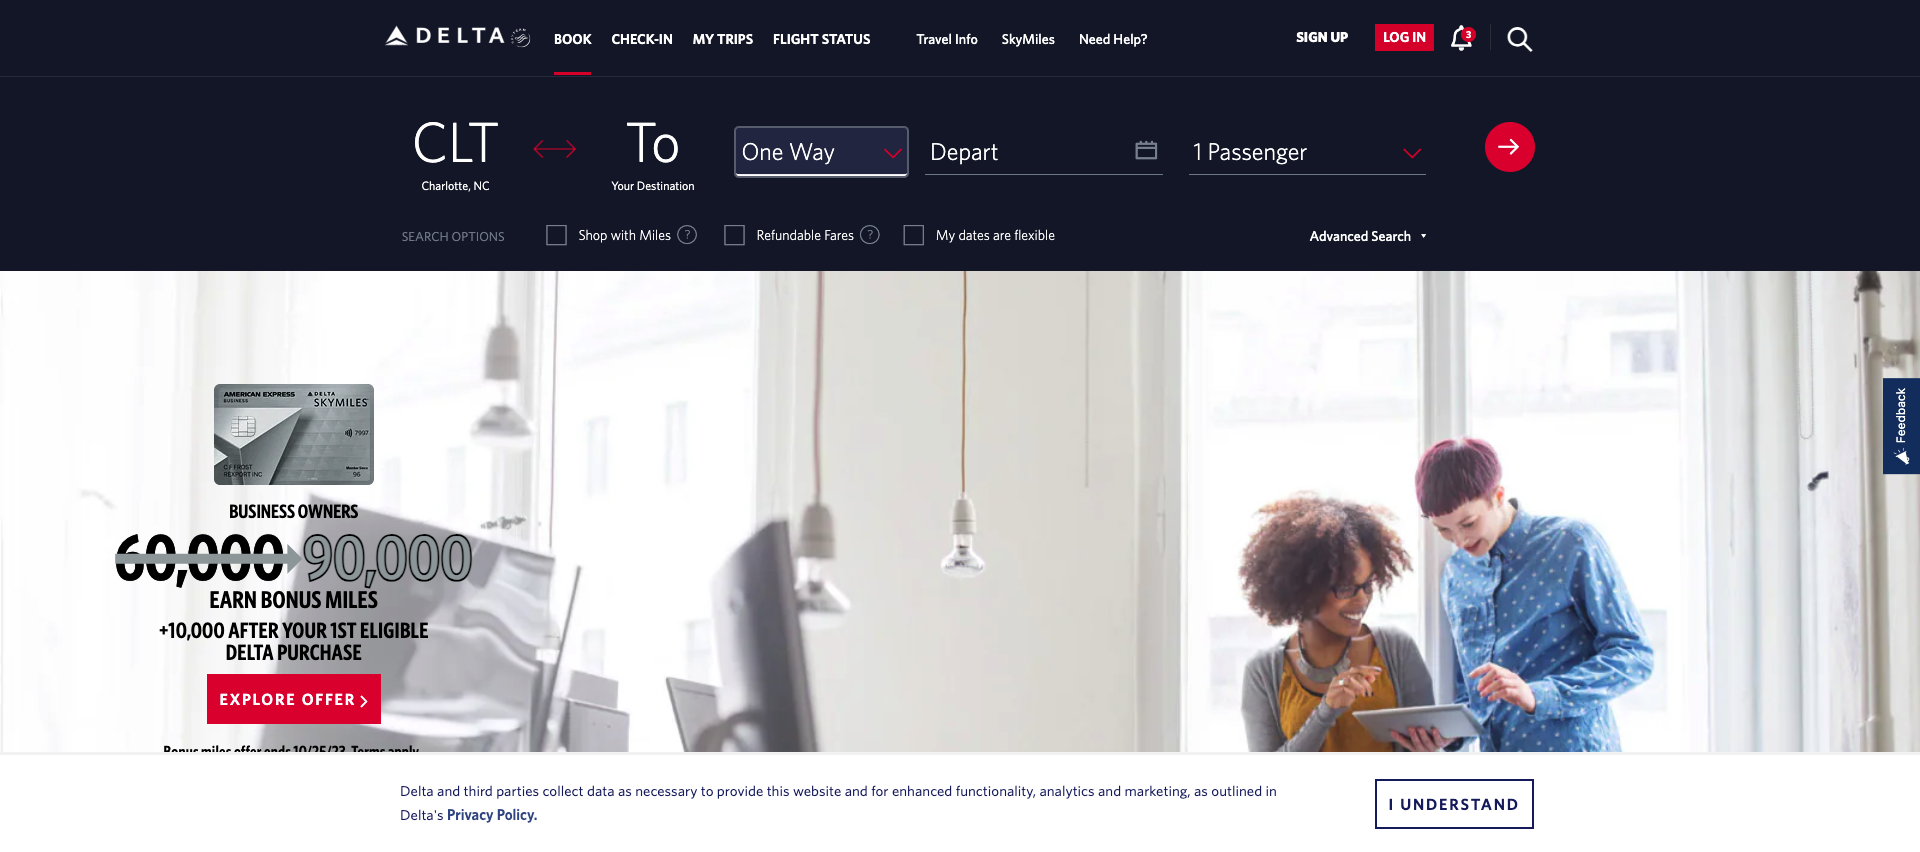 DELTA
BOOK
CHECK-IN
MY TRIPS
FLIGHT STATUS
Travel Info
SkyMiles
Need Help?
SIGN UP
LOG IN
3
CLT
Charlotte, NC
To
Your Destination
One Way
Depart
1 Passenger
SEARCH OPTIONS
Shop with Miles ?
Refundable Fares ?
My dates are flexible
Advanced Search
AMERICAN EXPRESS
BUSINESS
DELTA
SKYMILES
7997
C F FROST
REXPORT INC
96
BUSINESS OWNERS
60,000 90,000
EARN BONUS MILES
+10,000 AFTER YOUR 1ST ELIGIBLE
DELTA PURCHASE
EXPLORE OFFER
Bonus miles offer ends 10/25/23. Terms apply.
Feedback
Delta and third parties collect data as necessary to provide this website and for enhanced functionality, analytics and marketing, as outlined in
Delta's Privacy Policy.
I UNDERSTAND